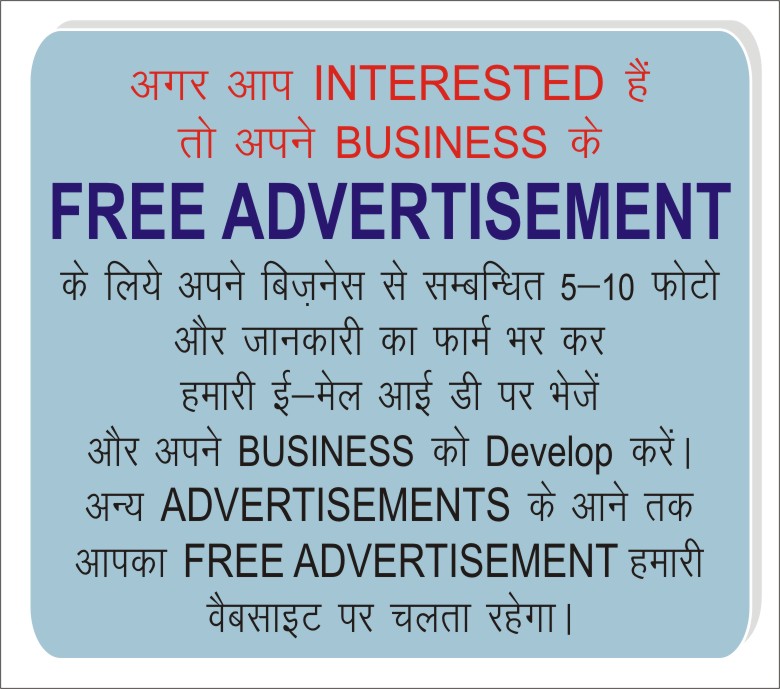 अगर आप INTERESTED हैं
तो अपने BUSINESS के
FREE ADVERTISEMENT
के लिये अपने बिज़नेस से सम्बन्धित 5–10 फोटो
और जानकारी का फार्म भर कर
हमारी ई–मेल आई डी पर भेजें
और अपने BUSINESS को Develop करें।
अन्य ADVERTISEMENTS के आने तक
आपका FREE ADVERTISEMENT हमारी
वैबसाइट पर चलता रहेगा।